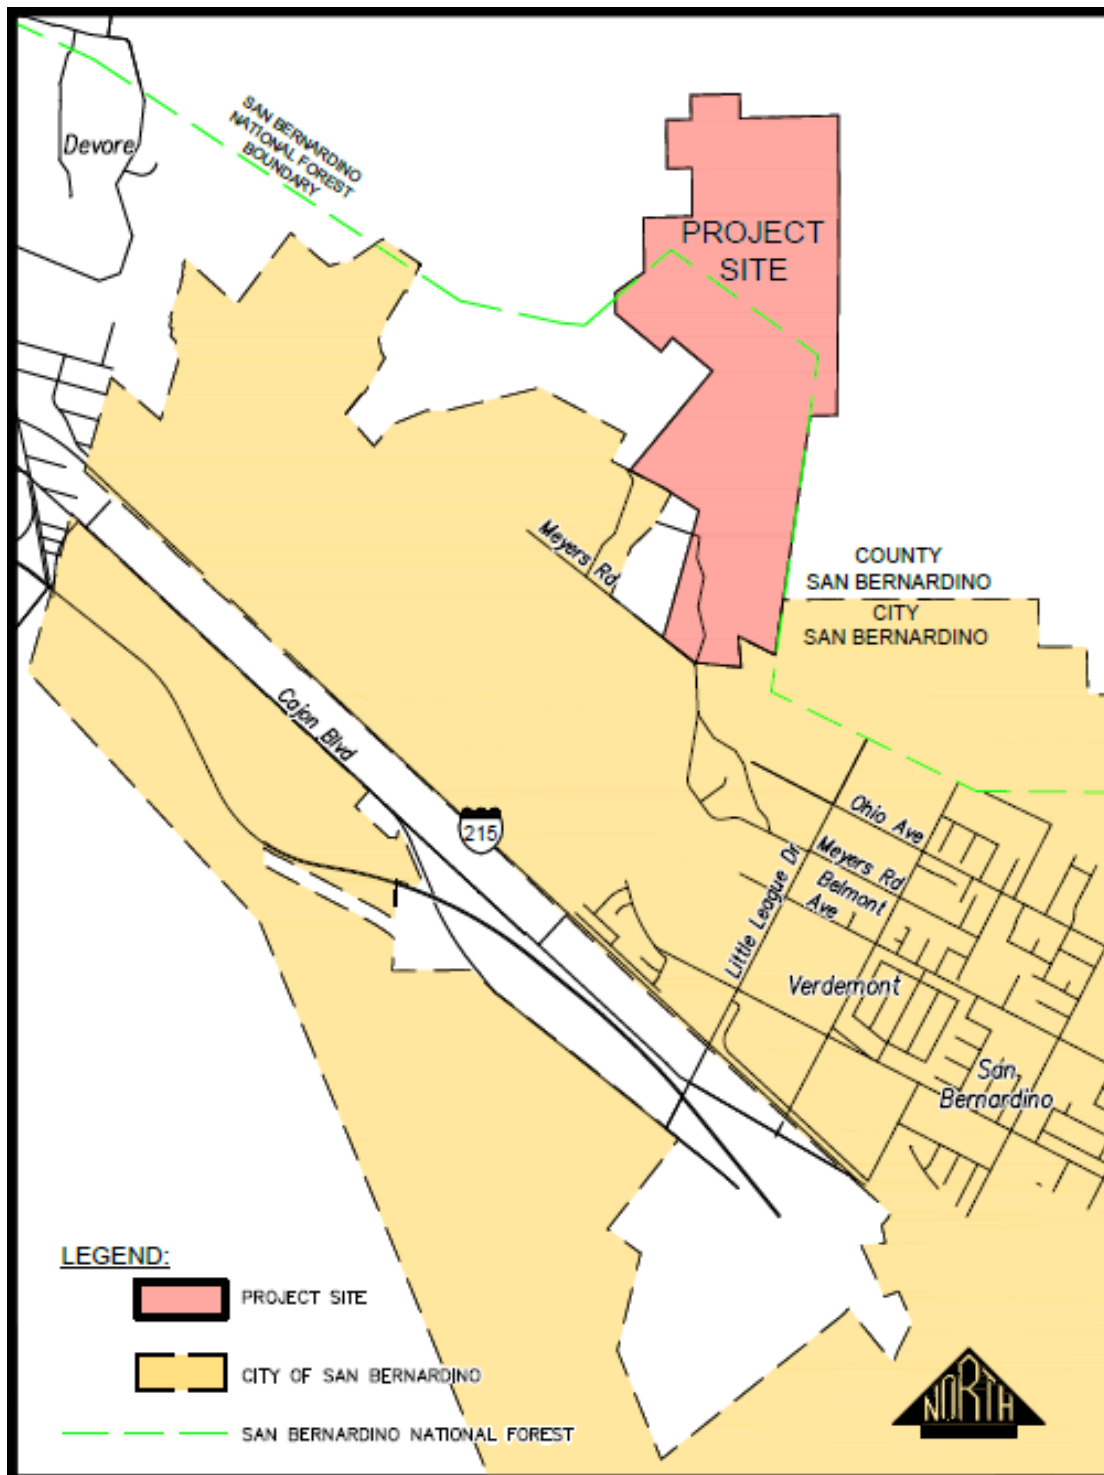 SAN BERNARDINO
NATIONAL FOREST
BOUNDARY
Devore
PROJECT
SITE
Meyers Rd
COUNTY
SAN BERNARDINO
CITY
SAN BERNARDINO
Cajon Blvd
215
Ohio Ave
Meyers Rd
Belmont
Ave
Little League Dr
Verdemont
San
Bernardino
LEGEND:
PROJECT SITE
CITY OF SAN BERNARDINO
SAN BERNARDINO NATIONAL FOREST
NORTH